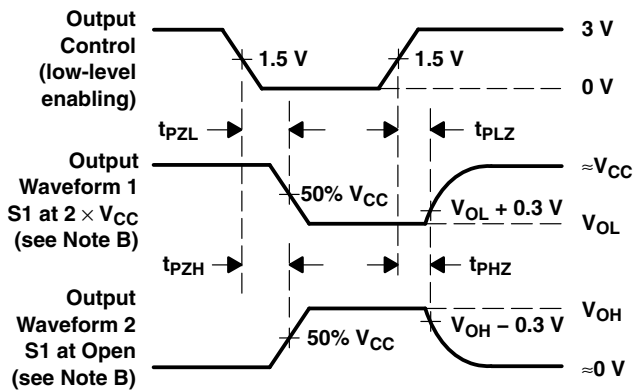 Output
Control
(low-level
enabling)
1.5 V
1.5 V
3 V
0 V
tPZL
tPLZ
Output
Waveform 1
S1 at 2 × VCC
(see Note B)
50% VCC
VOL + 0.3 V
≈VCC
VOL
tPZH
tPHZ
Output
Waveform 2
S1 at Open
(see Note B)
50% VCC
VOH − 0.3 V
VOH
≈0 V